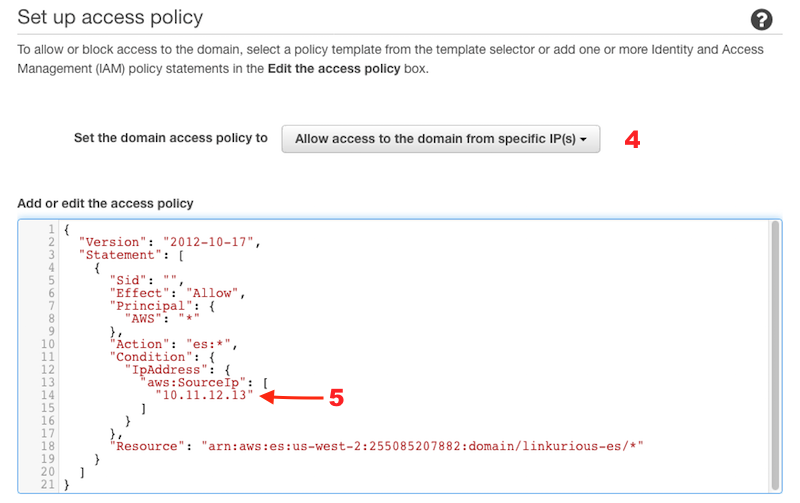 Set up access policy
?
To allow or block access to the domain, select a policy template from the template selector or add one or more Identity and Access
Management (IAM) policy statements in the Edit the access policy box.
Set the domain access policy to Allow access to the domain from specific IP(s) 4
Add or edit the access policy
1 {
2 "Version": "2012-10-17",
3 "Statement": [
4 {
5 "Sid": "",
6 "Effect": "Allow",
7 "Principal": {
8 "AWS": "*"
9 },
10 "Action": "es:*",
11 "Condition": {
12 "IpAddress": {
13 "aws:SourceIp": [
14 "10.11.12.13" 5
15 ]
16 }
17 },
18 "Resource": "arn:aws:es:us-west-2:255085207882:domain/linkurious-es/*"
19 }
20 ]
21 }